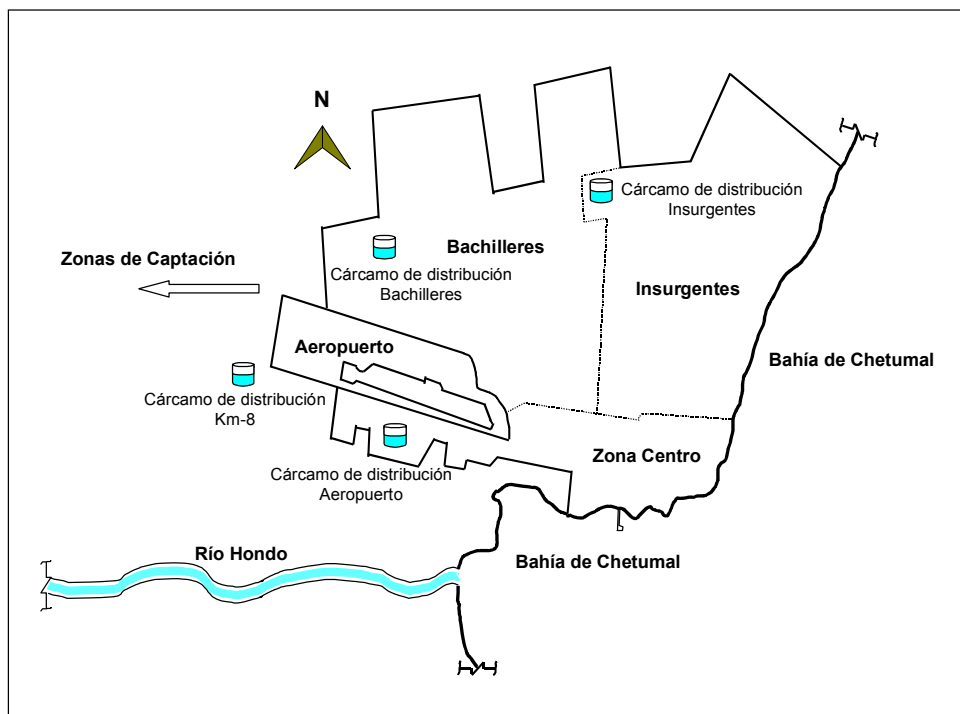 N
Cárcamo de distribución
Insurgentes
Zonas de Captación
Bachilleres
Cárcamo de distribución
Bachilleres
Insurgentes
Aeropuerto
Bahía de Chetumal
Cárcamo de distribución
Km-8
Zona Centro
Cárcamo de distribución
Aeropuerto
Río Hondo
Bahía de Chetumal